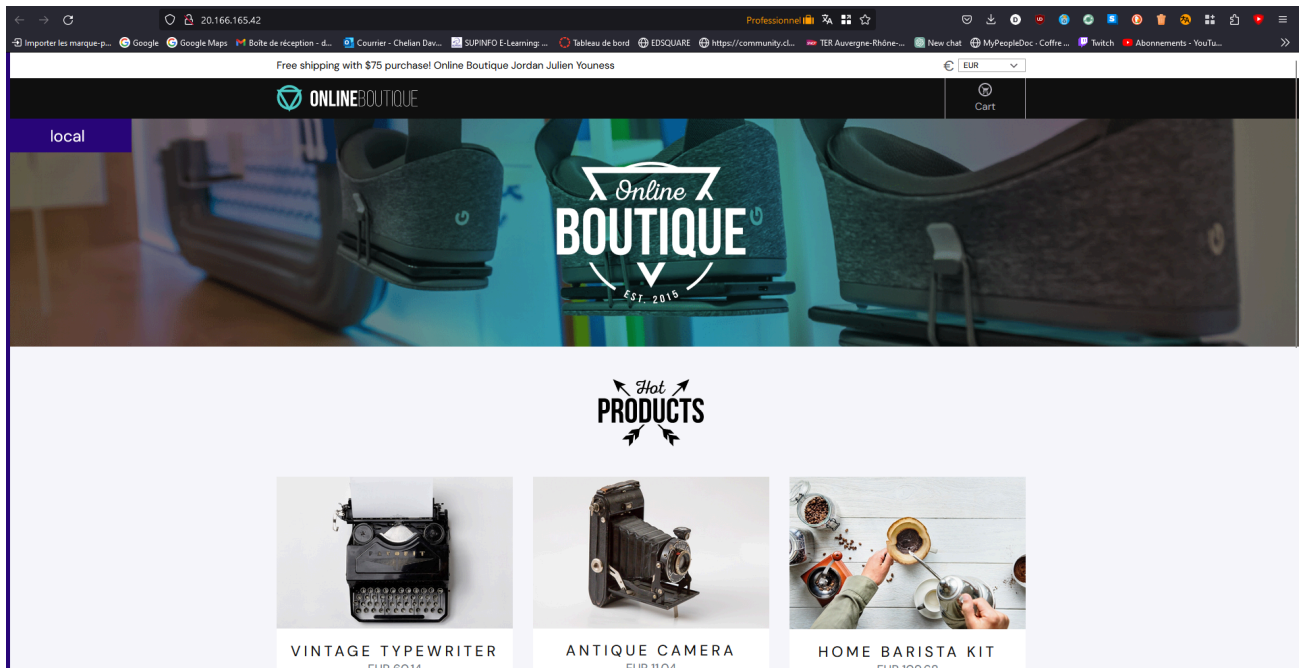 20.166.165.42
Professionnel
Importer les marque-p... Google Google Maps Boîte de réception - d... Courrier - Chelian Dav... SUPINFO E-Learning: ... Tableau de bord EDSQUARE https://community.cl... TER Auvergne-Rhône-... New chat MyPeopleDoc - Coffre ... Twitch Abonnements - YouTu...
Free shipping with $75 purchase! Online Boutique Jordan Julien Youness
€ EUR
ONLINEBOUTIQUE
Cart
local
Online
BOUTIQUE
EST. 2015
Hot
PRODUCTS
VINTAGE TYPEWRITER
ANTIQUE CAMERA
HOME BARISTA KIT